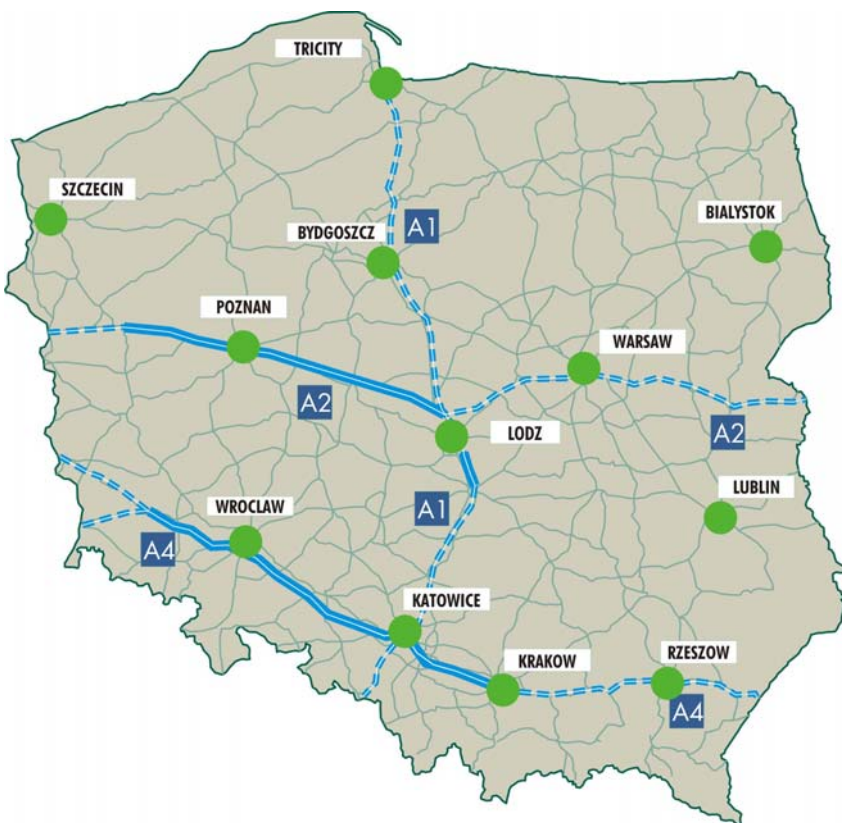 TRICITY
SZCZECIN
BYDGOSZCZ
A1
BIALYSTOK
POZNAN
WARSAW
A2
LODZ
A2
WROCLAW
A1
LUBLIN
A4
KATOWICE
KRAKOW
RZESZOW
A4